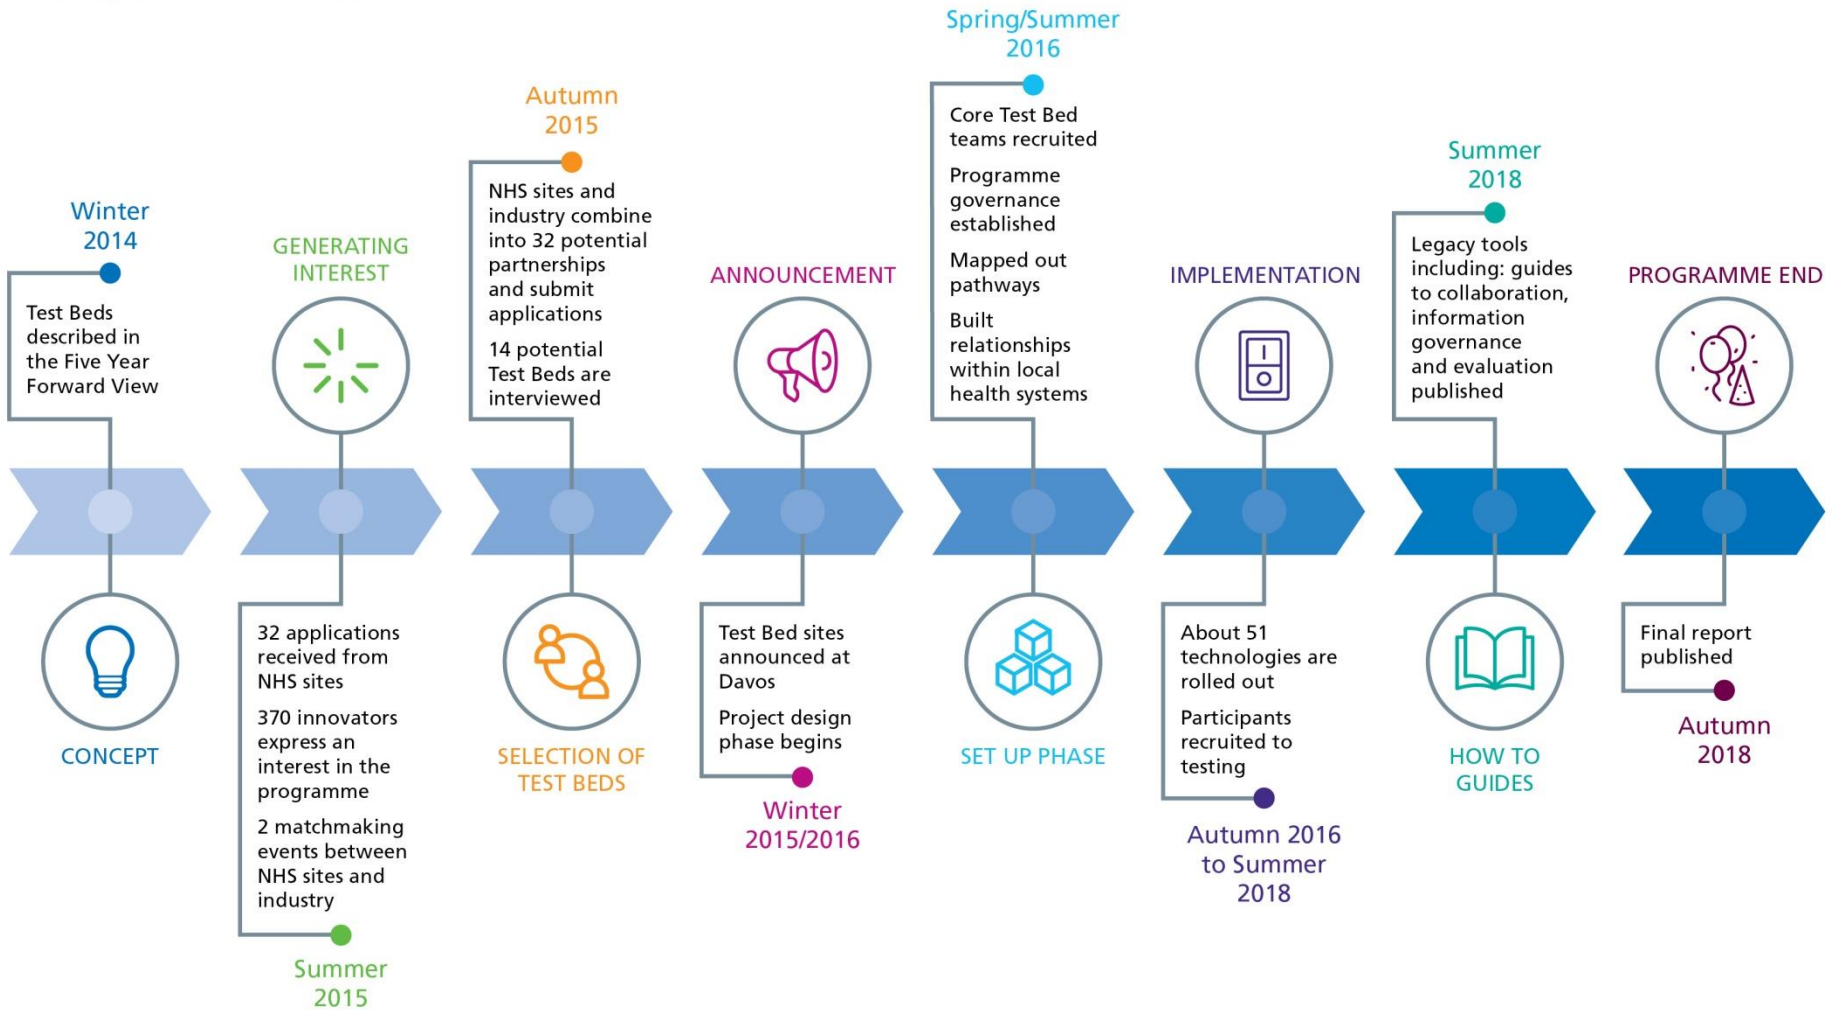 Winter
2014
Test Beds
described in
the Five Year
Forward View
CONCEPT
GENERATING
INTEREST
32 applications
received from
NHS sites
370 innovators
express an
interest in the
programme
2 matchmaking
events between
NHS sites and
industry
Summer
2015
Autumn
2015
NHS sites and
industry combine
into 32 potential
partnerships
and submit
applications
14 potential
Test Beds are
interviewed
SELECTION OF
TEST BEDS
ANNOUNCEMENT
Test Bed sites
announced at
Davos
Project design
phase begins
Winter
2015/2016
Spring/Summer
2016
Core Test Bed
teams recruited
Programme
governance
established
Mapped out
pathways
Built
relationships
within local
health systems
SET UP PHASE
IMPLEMENTATION
About 51
technologies are
rolled out
Participants
recruited to
testing
Autumn 2016
to Summer
2018
Summer
2018
Legacy tools
including: guides
to collaboration,
information
governance
and evaluation
published
HOW TO
GUIDES
PROGRAMME END
Final report
published
Autumn
2018